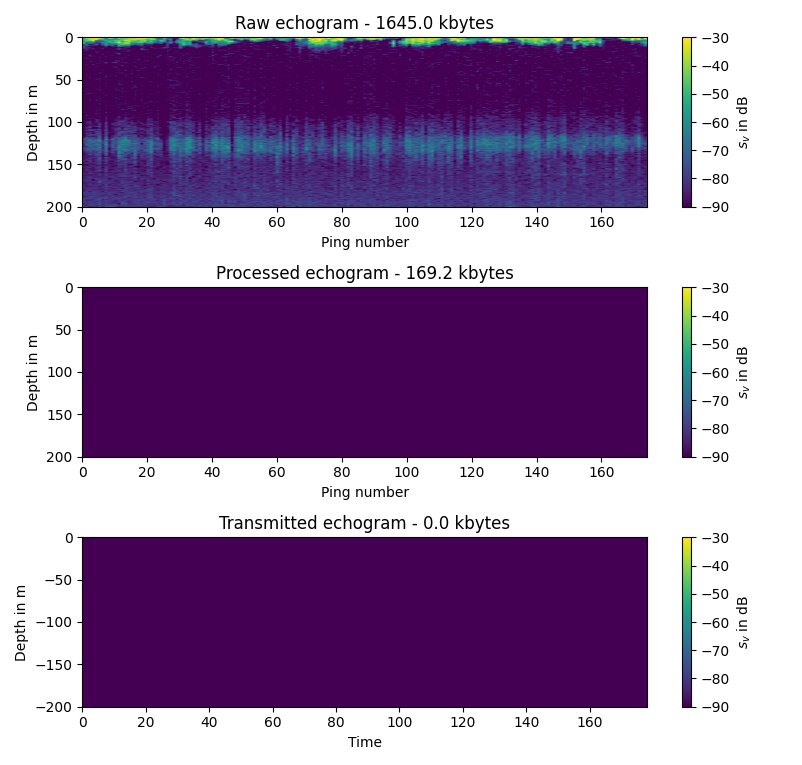 Raw echogram - 1645.0 kbytes
0
50
100
150
200
Depth in m
0 20 40 60 80 100 120 140 160
Ping number
−30
−40
−50
−60
−70
−80
−90
sv in dB
Processed echogram - 169.2 kbytes
0
50
100
150
200
Depth in m
0 20 40 60 80 100 120 140 160
Ping number
−30
−40
−50
−60
−70
−80
−90
sv in dB
Transmitted echogram - 0.0 kbytes
0
−50
−100
−150
−200
Depth in m
0 20 40 60 80 100 120 140 160
Time
−30
−40
−50
−60
−70
−80
−90
sv in dB